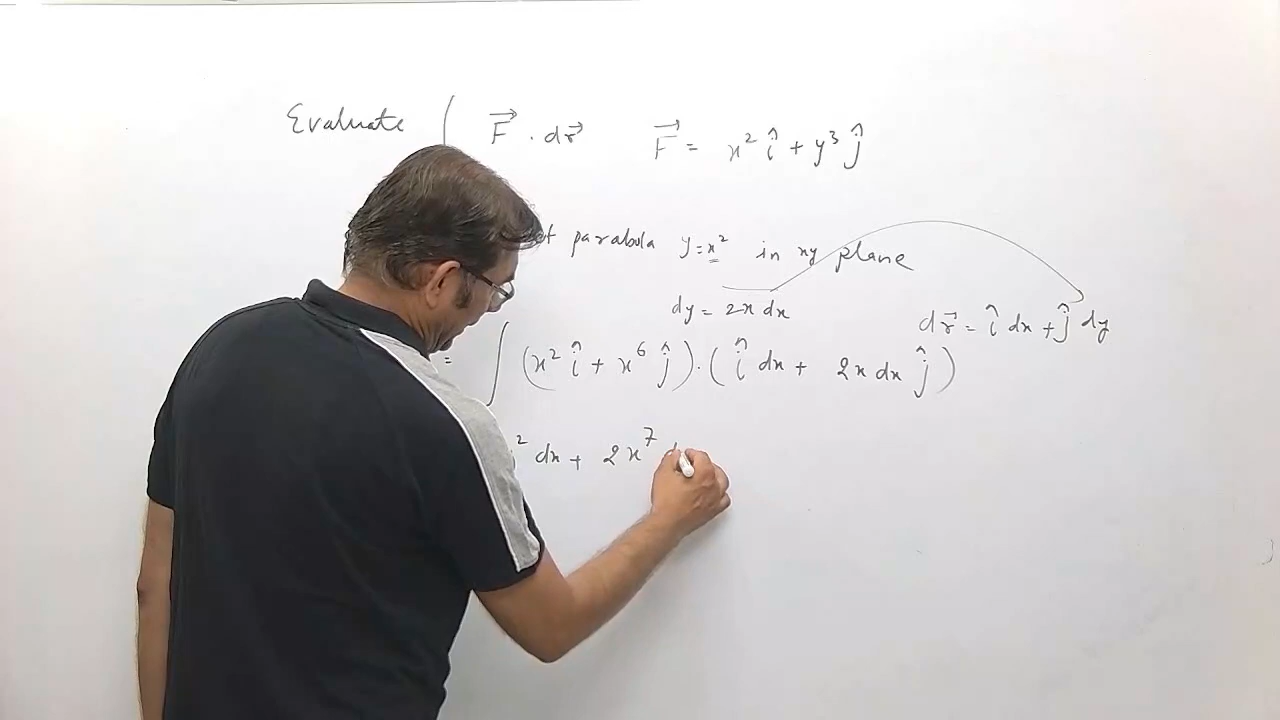 Evaluate ∫ F⃗ . dr⃗ F⃗ = x² î + y³ ĵ
parabola y = x² in xy plane
dy = 2x dx
dr⃗ = î dx + ĵ dy
= ∫ (x² î + x⁶ ĵ) . (î dx + 2x dx ĵ)
² dx + 2x⁷